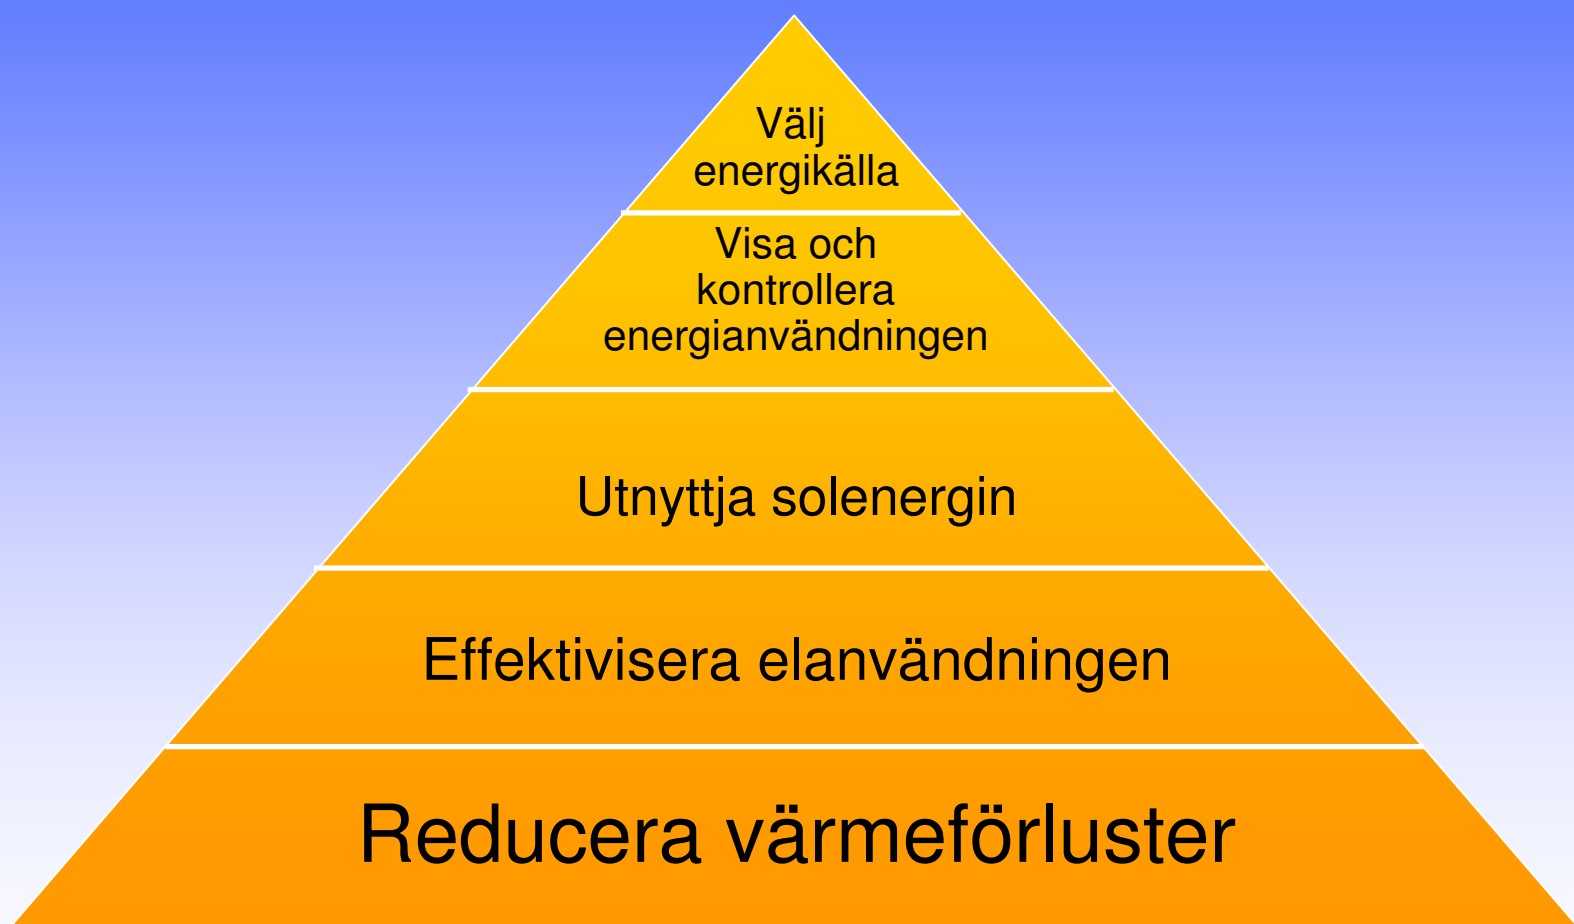 Välj
energikälla
Visa och
kontrollera
energianvändningen
Utnyttja solenergin
Effektivisera elanvändningen
Reducera värmeförluster